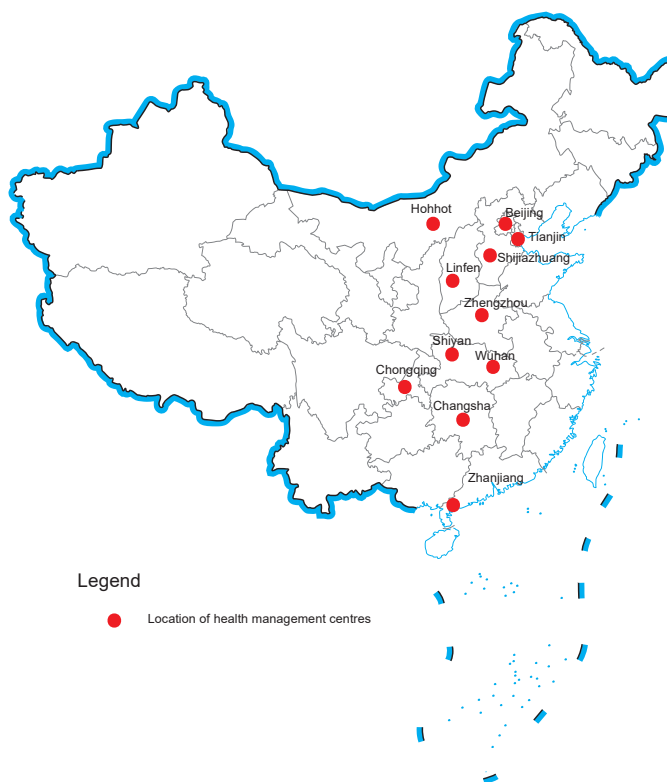 Hohhot
Beijing
Tianjin
Shijiazhuang
Linfen
Zhengzhou
Shiyan
Wuhan
Chongqing
Changsha
Zhanjiang
Legend
Location of health management centres